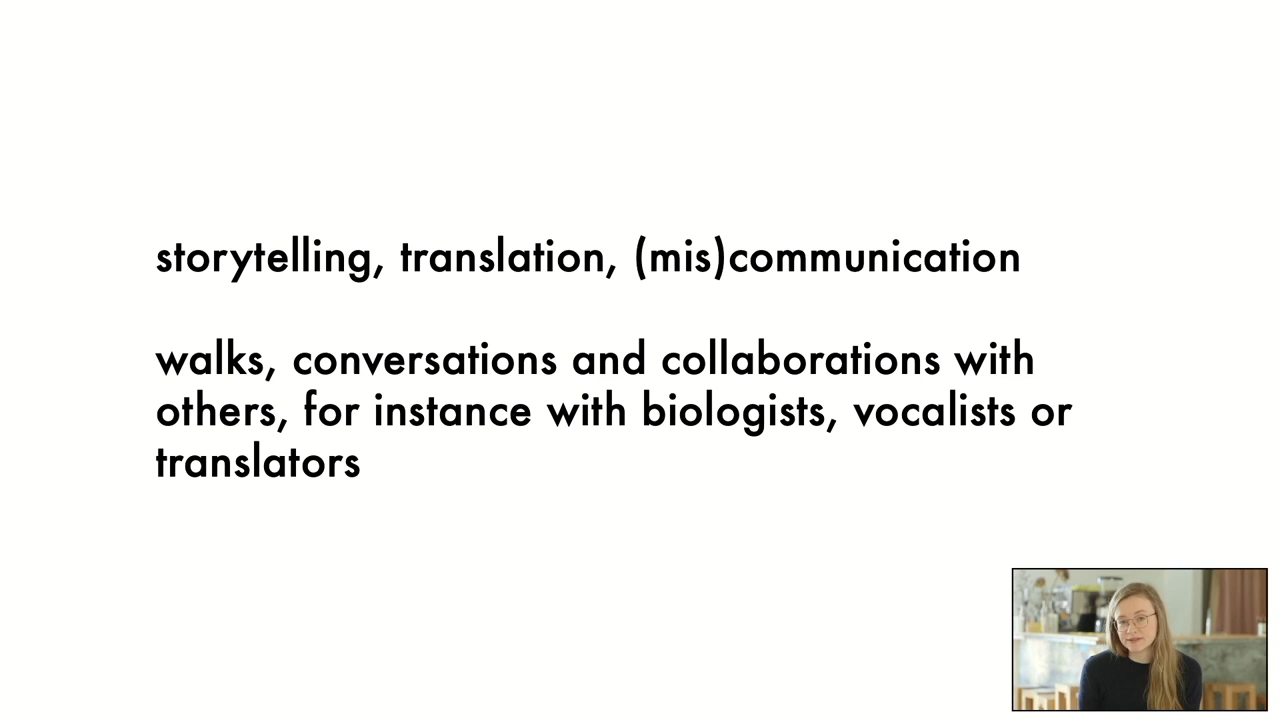 storytelling, translation, (mis)communication
walks, conversations and collaborations with
others, for instance with biologists, vocalists or
translators